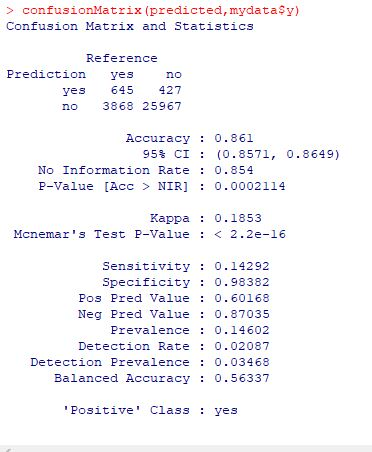 > confusionMatrix(predicted,mydata$y)
Confusion Matrix and Statistics
Reference
Prediction yes no
yes 645 427
no 3868 25967
Accuracy : 0.861
95% CI : (0.8571, 0.8649)
No Information Rate : 0.854
P-Value [Acc > NIR] : 0.0002114
Kappa : 0.1853
Mcnemar's Test P-Value : < 2.2e-16
Sensitivity : 0.14292
Specificity : 0.98382
Pos Pred Value : 0.60168
Neg Pred Value : 0.87035
Prevalence : 0.14602
Detection Rate : 0.02087
Detection Prevalence : 0.03468
Balanced Accuracy : 0.56337
'Positive' Class : yes